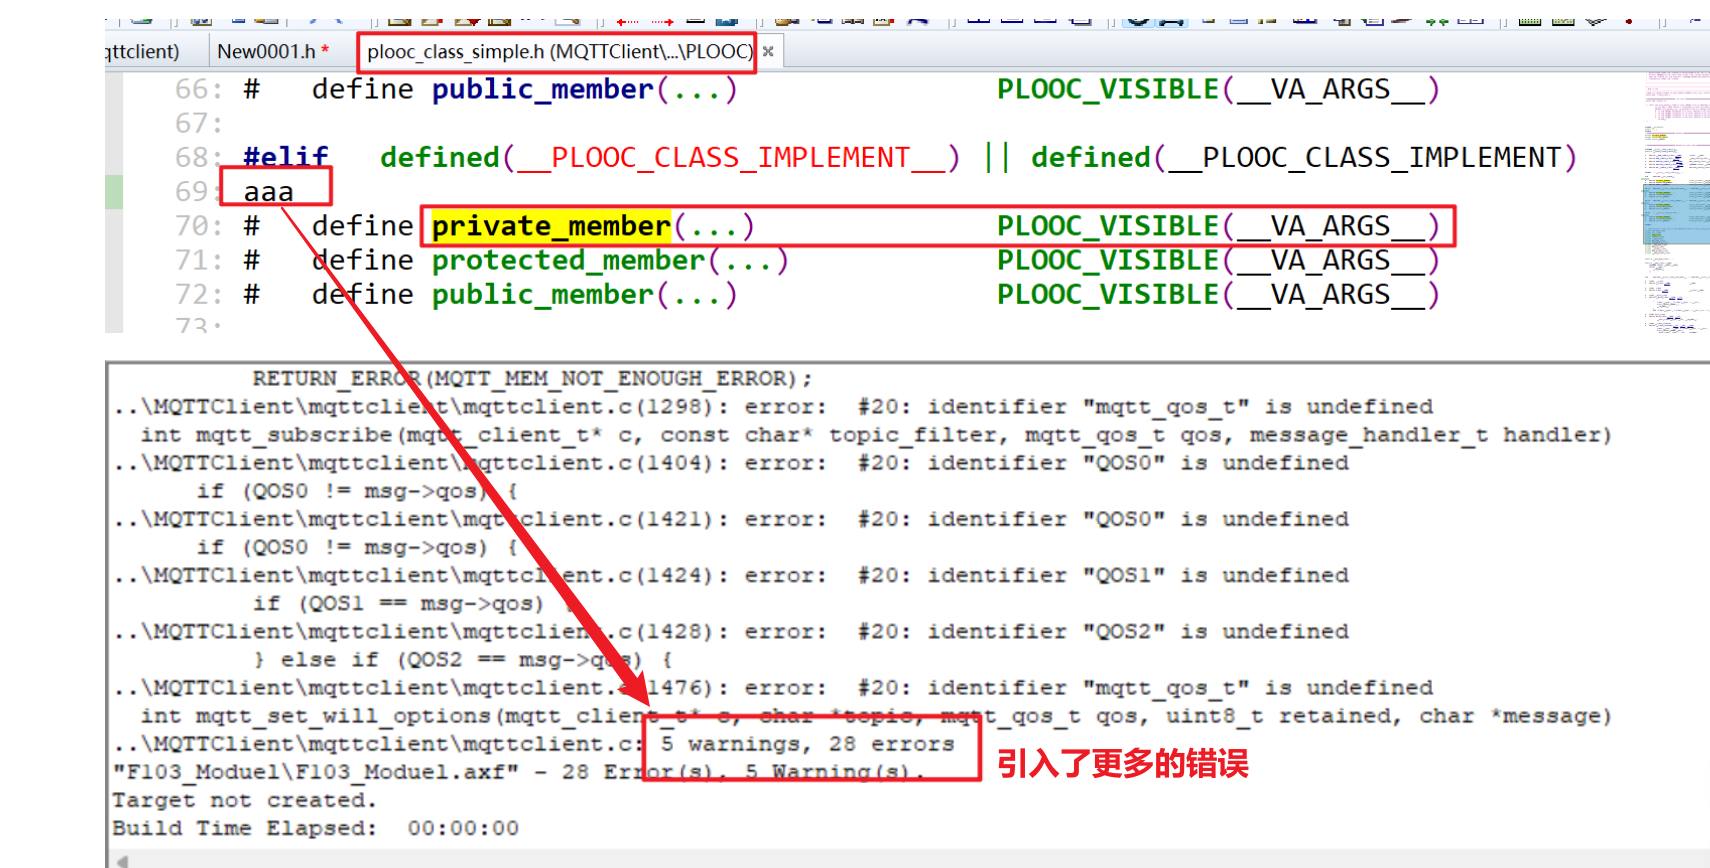 qttclient)
New0001.h *
plooc_class_simple.h (MQTTClient\...\PLOOC)
66: #   define public_member(...)               PLOOC_VISIBLE(__VA_ARGS__)
67:
68: #elif   defined(__PLOOC_CLASS_IMPLEMENT__) || defined(__PLOOC_CLASS_IMPLEMENT)
69: aaa
70: #   define private_member(...)              PLOOC_VISIBLE(__VA_ARGS__)
71: #   define protected_member(...)            PLOOC_VISIBLE(__VA_ARGS__)
72: #   define public_member(...)               PLOOC_VISIBLE(__VA_ARGS__)
73:
RETURN_ERROR(MQTT_MEM_NOT_ENOUGH_ERROR);
..\MQTTClient\mqttclient\mqttclient.c(1298): error:  #20: identifier "mqtt_qos_t" is undefined
int mqtt_subscribe(mqtt_client_t* c, const char* topic_filter, mqtt_qos_t qos, message_handler_t handler)
..\MQTTClient\mqttclient\mqttclient.c(1404): error:  #20: identifier "QOS0" is undefined
if (QOS0 != msg->qos) {
..\MQTTClient\mqttclient\mqttclient.c(1421): error:  #20: identifier "QOS0" is undefined
if (QOS0 != msg->qos) {
..\MQTTClient\mqttclient\mqttclient.c(1424): error:  #20: identifier "QOS1" is undefined
if (QOS1 == msg->qos) {
..\MQTTClient\mqttclient\mqttclient.c(1428): error:  #20: identifier "QOS2" is undefined
} else if (QOS2 == msg->qos) {
..\MQTTClient\mqttclient\mqttclient.c(1476): error:  #20: identifier "mqtt_qos_t" is undefined
int mqtt_set_will_options(mqtt_client_t* c, char *topic, mqtt_qos_t qos, uint8_t retained, char *message)
..\MQTTClient\mqttclient\mqttclient.c: 5 warnings, 28 errors
"F103_Moduel\F103_Moduel.axf" - 28 Error(s), 5 Warning(s).
引入了更多的错误
Target not created.
Build Time Elapsed:  00:00:00